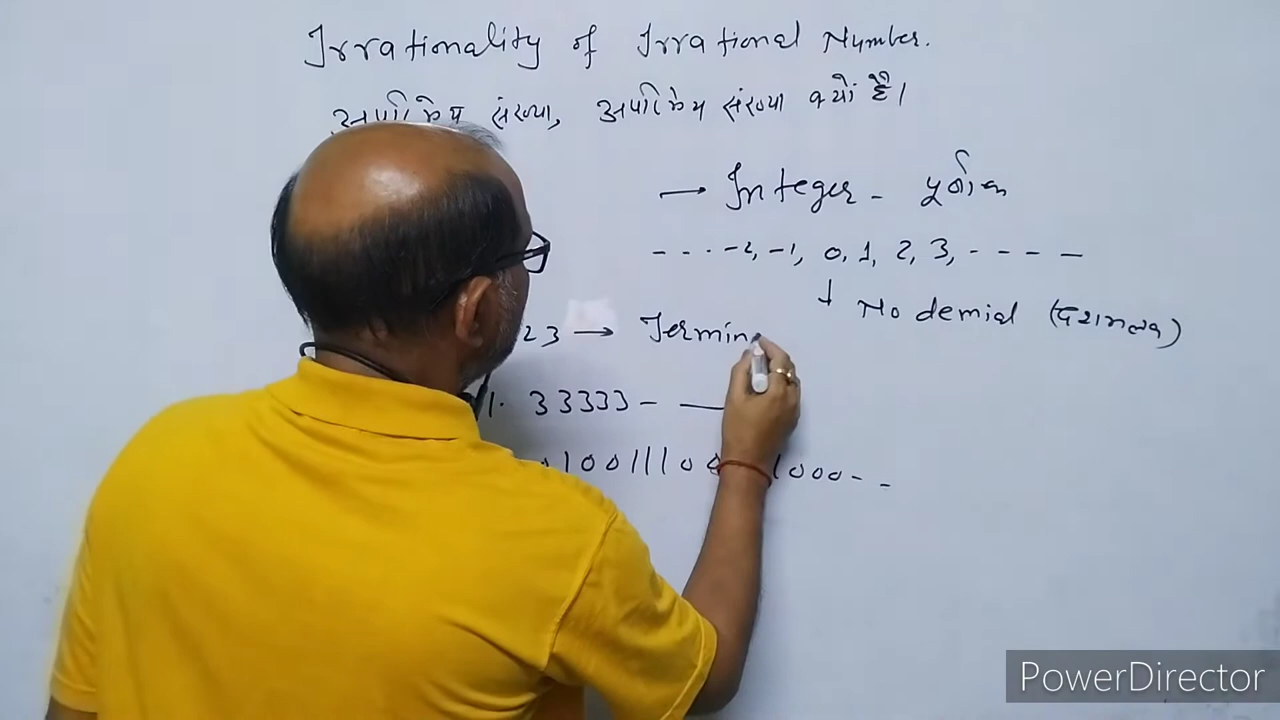 Irrationality of Irrational Number.
अपरिमेय संख्या, अपरिमेय संख्या क्यों है।
→ Integer - पूर्णांक
- - - -2, -1, 0, 1, 2, 3, - - - -
↓ No demial (दशमलव)
23 → Termin
1. 33333 - —
010011100 1000 - -
PowerDirector